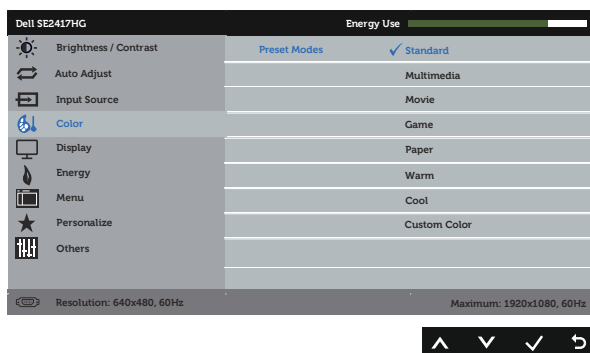 Dell SE2417HG Energy Use
Brightness / Contrast Preset Modes Standard
Auto Adjust Multimedia
Input Source Movie
Color Game
Display Paper
Energy Warm
Menu Cool
Personalize Custom Color
Others
Resolution: 640x480, 60Hz Maximum: 1920x1080, 60Hz